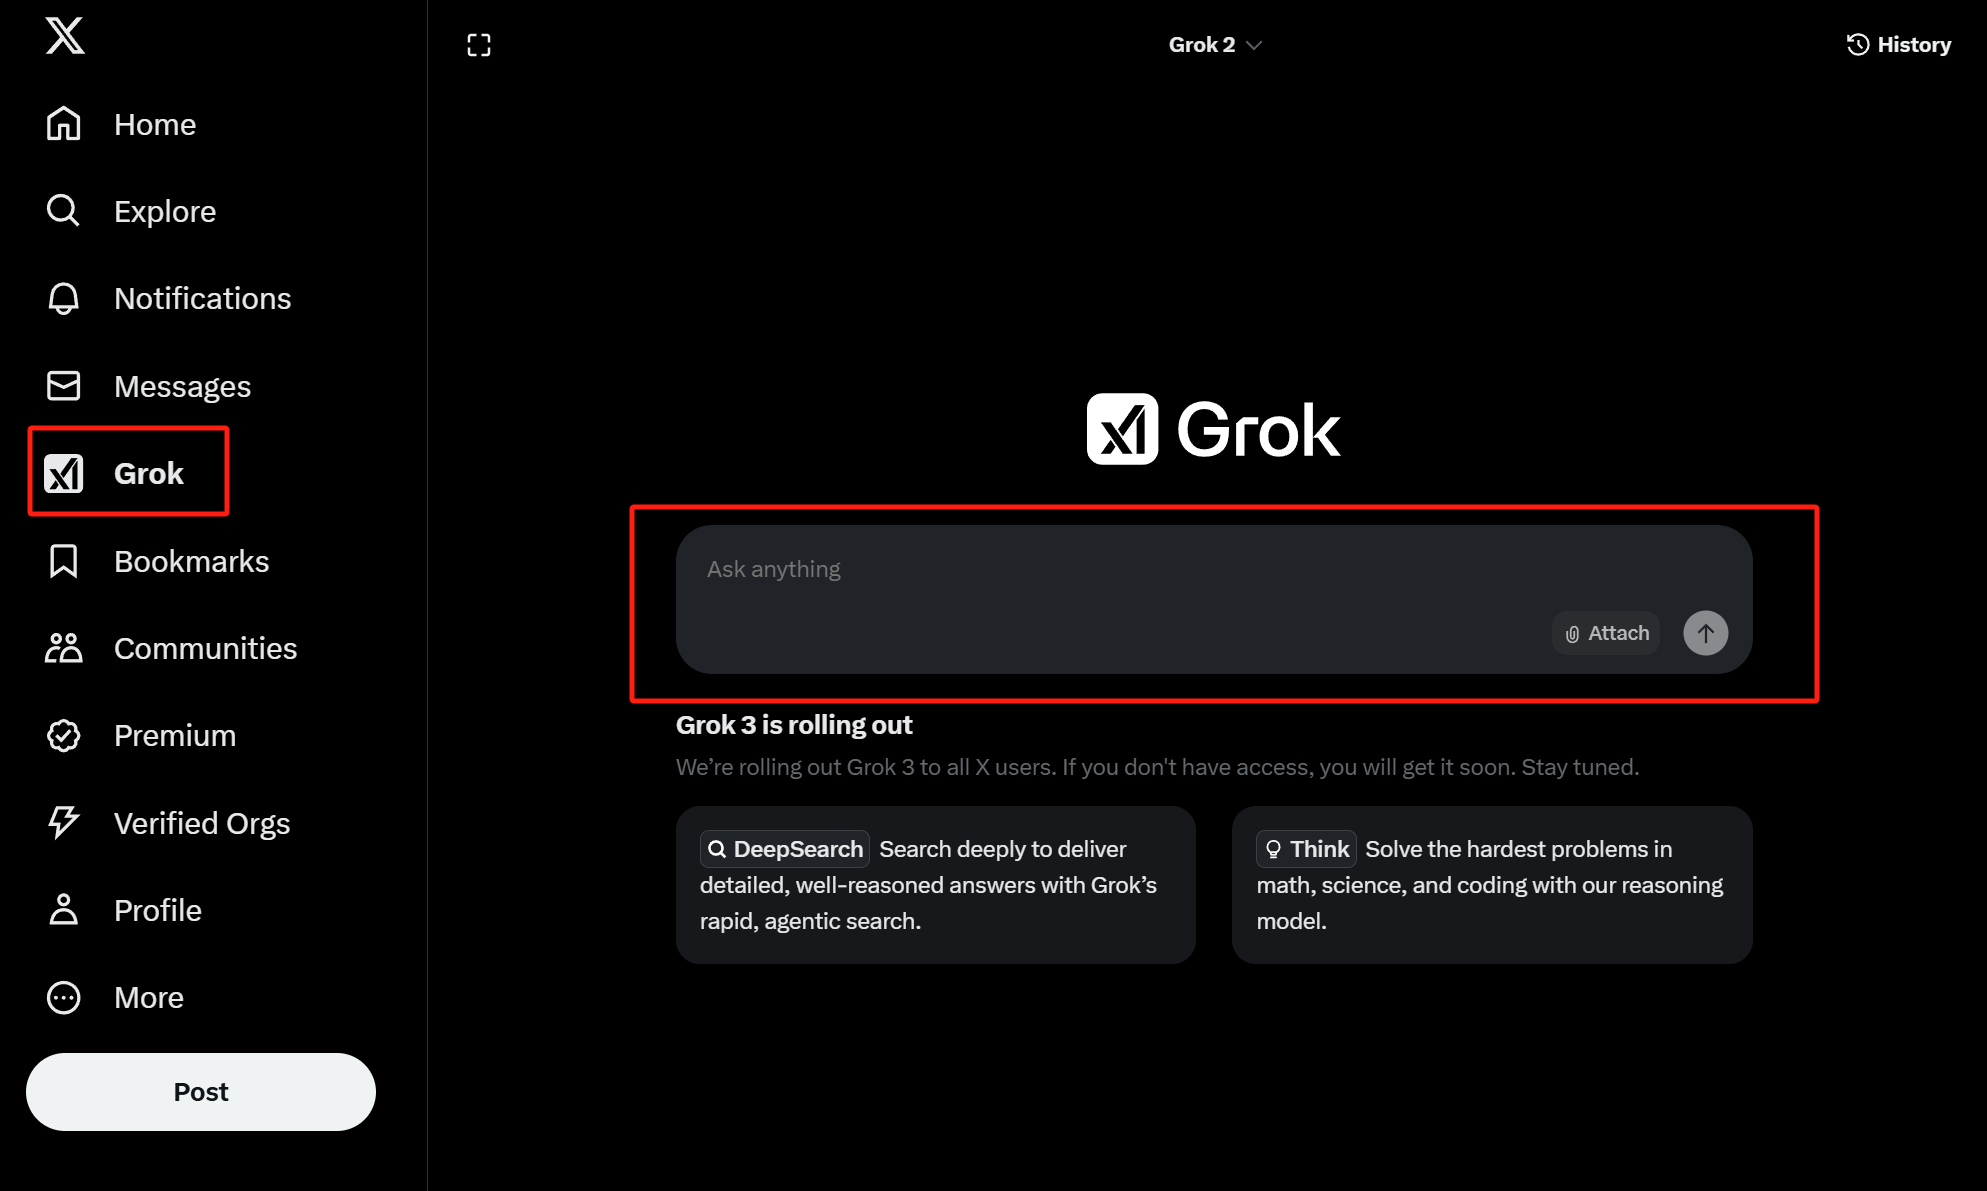 Home
Explore
Notifications
Messages
Grok
Bookmarks
Communities
Premium
Verified Orgs
Profile
More
Post
Grok 2
History
Grok
Ask anything
Attach
Grok 3 is rolling out
We’re rolling out Grok 3 to all X users. If you don't have access, you will get it soon. Stay tuned.
DeepSearch Search deeply to deliver
detailed, well-reasoned answers with Grok’s
rapid, agentic search.
Think Solve the hardest problems in
math, science, and coding with our reasoning
model.